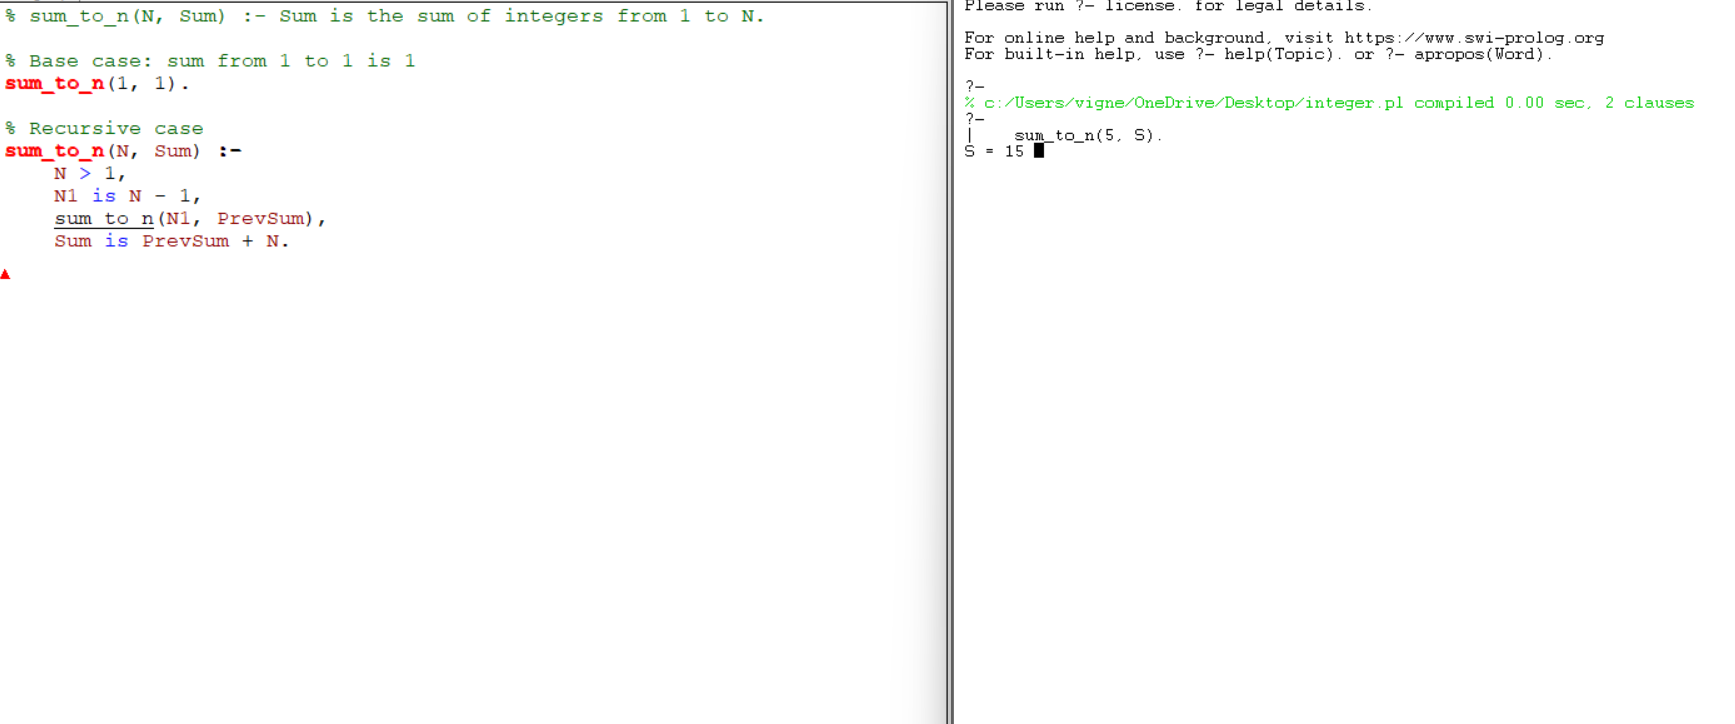 % sum_to_n(N, Sum) :- Sum is the sum of integers from 1 to N.
% Base case: sum from 1 to 1 is 1
sum_to_n(1, 1).
% Recursive case
sum_to_n(N, Sum) :-
N > 1,
N1 is N - 1,
sum_to_n(N1, PrevSum),
Sum is PrevSum + N.
Please run ?- license. for legal details.
For online help and background, visit https://www.swi-prolog.org
For built-in help, use ?- help(Topic). or ?- apropos(Word).
?-
% c:/Users/vigne/OneDrive/Desktop/integer.pl compiled 0.00 sec, 2 clauses
?-
| sum_to_n(5, S).
S = 15